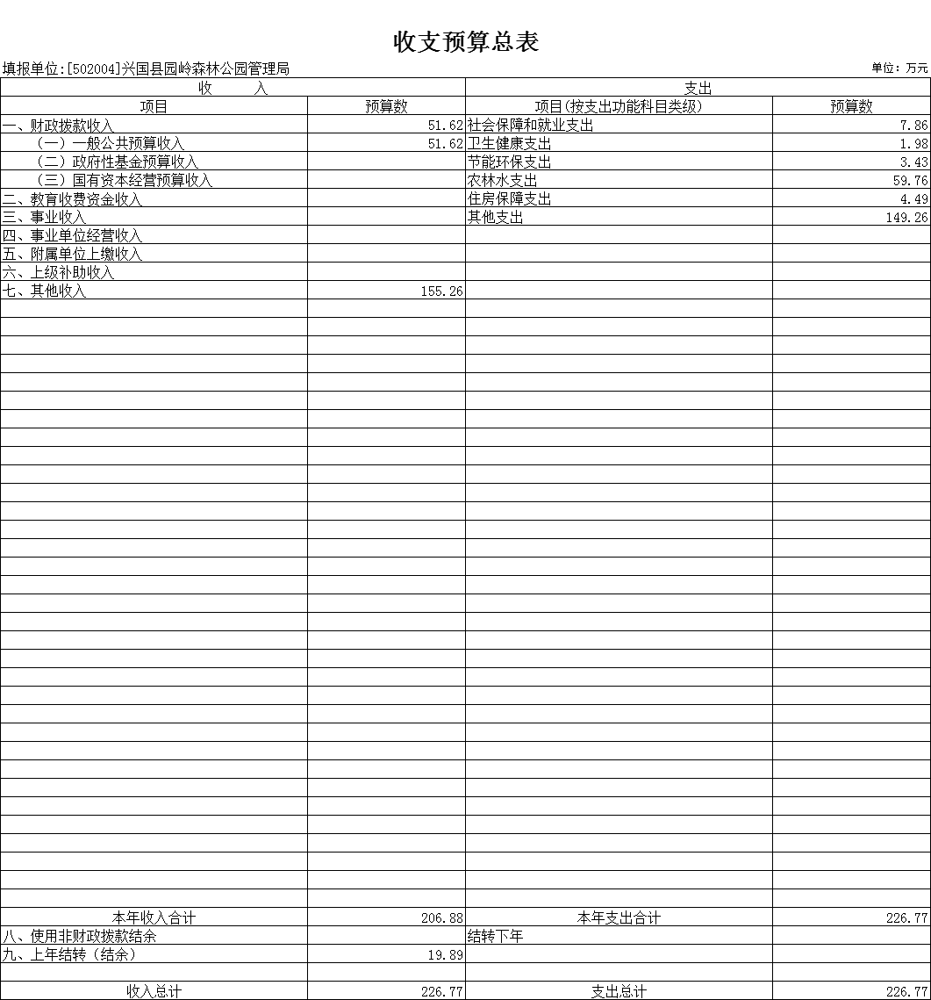 收支预算总表
填报单位:[502004]兴国县园岭森林公园管理局 单位：万元
收 入 支出
项目 预算数 项目(按支出功能科目类级) 预算数
一、财政拨款收入 51.62 社会保障和就业支出 7.86
（一）一般公共预算收入 51.62 卫生健康支出 1.98
（二）政府性基金预算收入 节能环保支出 3.43
（三）国有资本经营预算收入 农林水支出 59.76
二、教育收费资金收入 住房保障支出 4.49
三、事业收入 其他支出 149.26
四、事业单位经营收入
五、附属单位上缴收入
六、上级补助收入
七、其他收入 155.26
本年收入合计 206.88 本年支出合计 226.77
八、使用非财政拨款结余 结转下年
九、上年结转（结余） 19.89
收入总计 226.77 支出总计 226.77